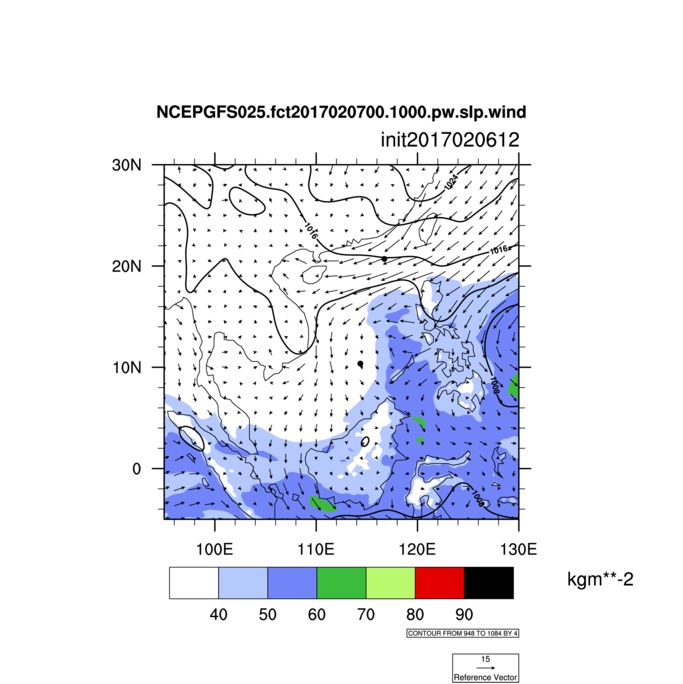 NCEPGFS025.fct2017020700.1000.pw.slp.wind
init2017020612
30N
1024
1016
1016
20N
10N
1008
0
1008
100E 110E 120E 130E
kgm**-2
40 50 60 70 80 90
CONTOUR FROM 948 TO 1084 BY 4
15
Reference Vector